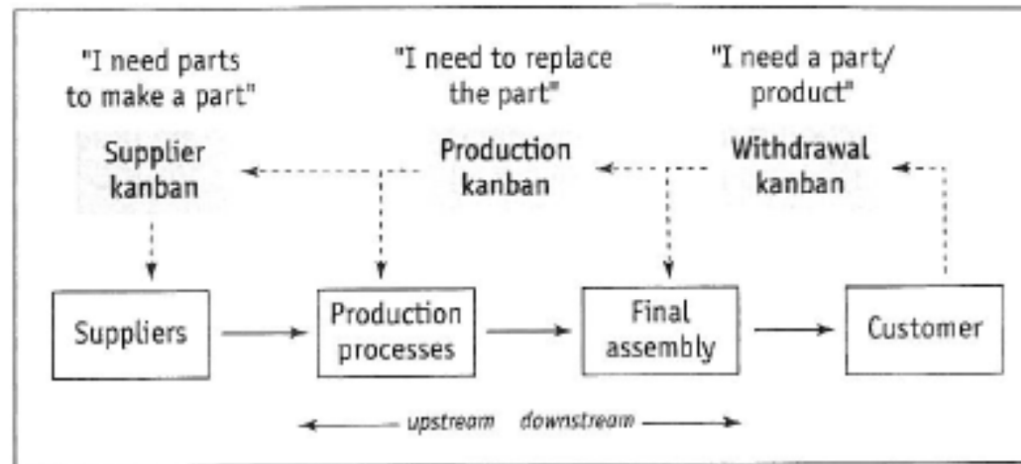 "I need parts
to make a part"
"I need to replace
the part"
"I need a part/
product"
Supplier
kanban
Production
kanban
Withdrawal
kanban
Suppliers
Production
processes
Final
assembly
Customer
upstream downstream